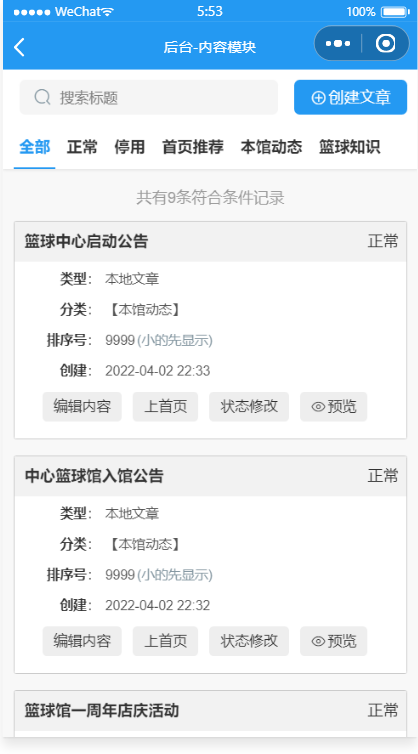 WeChat 5:53 100%
后台-内容模块
搜索标题 创建文章
全部 正常 停用 首页推荐 本馆动态 篮球知识
共有9条符合条件记录
篮球中心启动公告 正常
类型: 本地文章
分类: 【本馆动态】
排序号: 9999 (小的先显示)
创建: 2022-04-02 22:33
编辑内容 上首页 状态修改 预览
中心篮球馆入馆公告 正常
类型: 本地文章
分类: 【本馆动态】
排序号: 9999 (小的先显示)
创建: 2022-04-02 22:32
编辑内容 上首页 状态修改 预览
篮球馆一周年店庆活动 正常